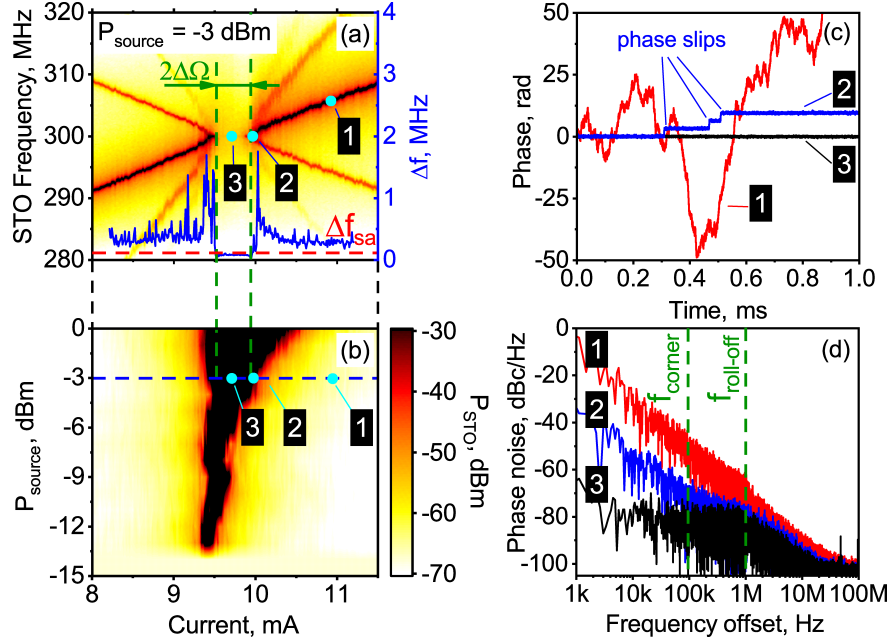 P_source = -3 dBm
(a)
2ΔΩ
1
2
3
Δf_sa
320
310
300
290
280
STO Frequency, MHz
4
3
2
1
0
Δf, MHz
(b)
0
-3
-6
-9
-12
-15
P_source, dBm
8
9
10
11
Current, mA
3
2
1
-30
-40
-50
-60
-70
P_STO, dBm
(c)
phase slips
2
3
1
50
25
0
-25
-50
Phase, rad
0.0
0.2
0.4
0.6
0.8
1.0
Time, ms
(d)
1
2
3
f_corner
f_roll-off
0
-20
-40
-60
-80
-100
Phase noise, dBc/Hz
1k
10k
100k
1M
10M
100M
Frequency offset, Hz